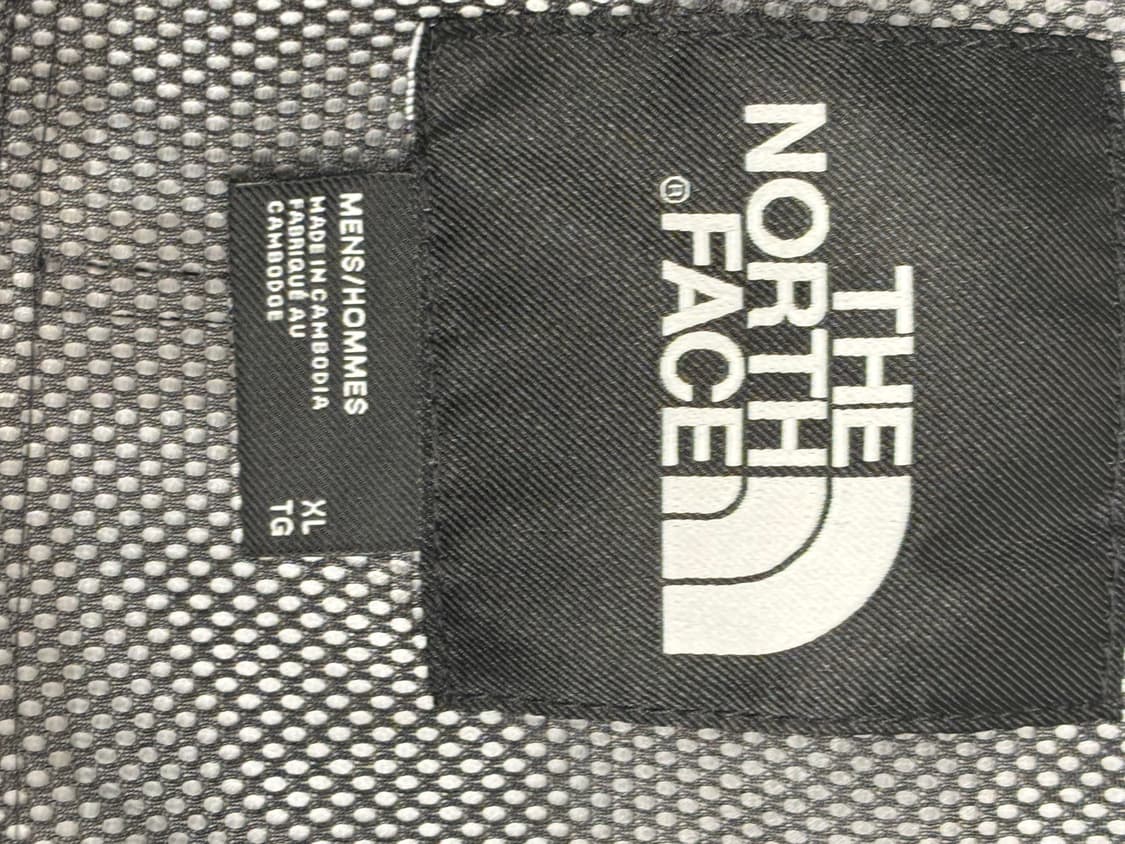 THE
NORTH
FACE®
MENS/HOMMES
MADE IN CAMBODIA
FABRIQUÉ AU
CAMBODGE
XL
TG